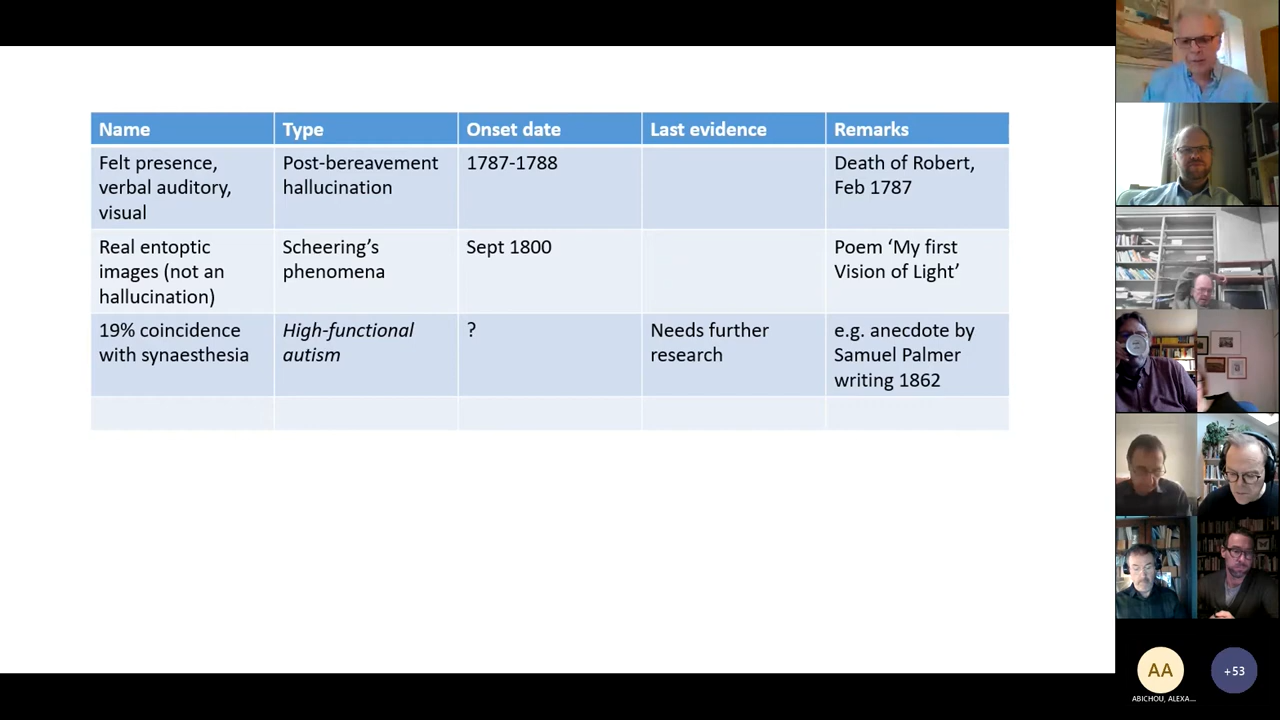 Name Type Onset date Last evidence Remarks
Felt presence, Post-bereavement 1787-1788 Death of Robert,
verbal auditory, hallucination Feb 1787
visual
Real entoptic Scheering’s Sept 1800 Poem ‘My first
images (not an phenomena Vision of Light’
hallucination)
19% coincidence High-functional ? Needs further e.g. anecdote by
with synaesthesia autism research Samuel Palmer
writing 1862
AA +53
ABICHOU, ALEXA...